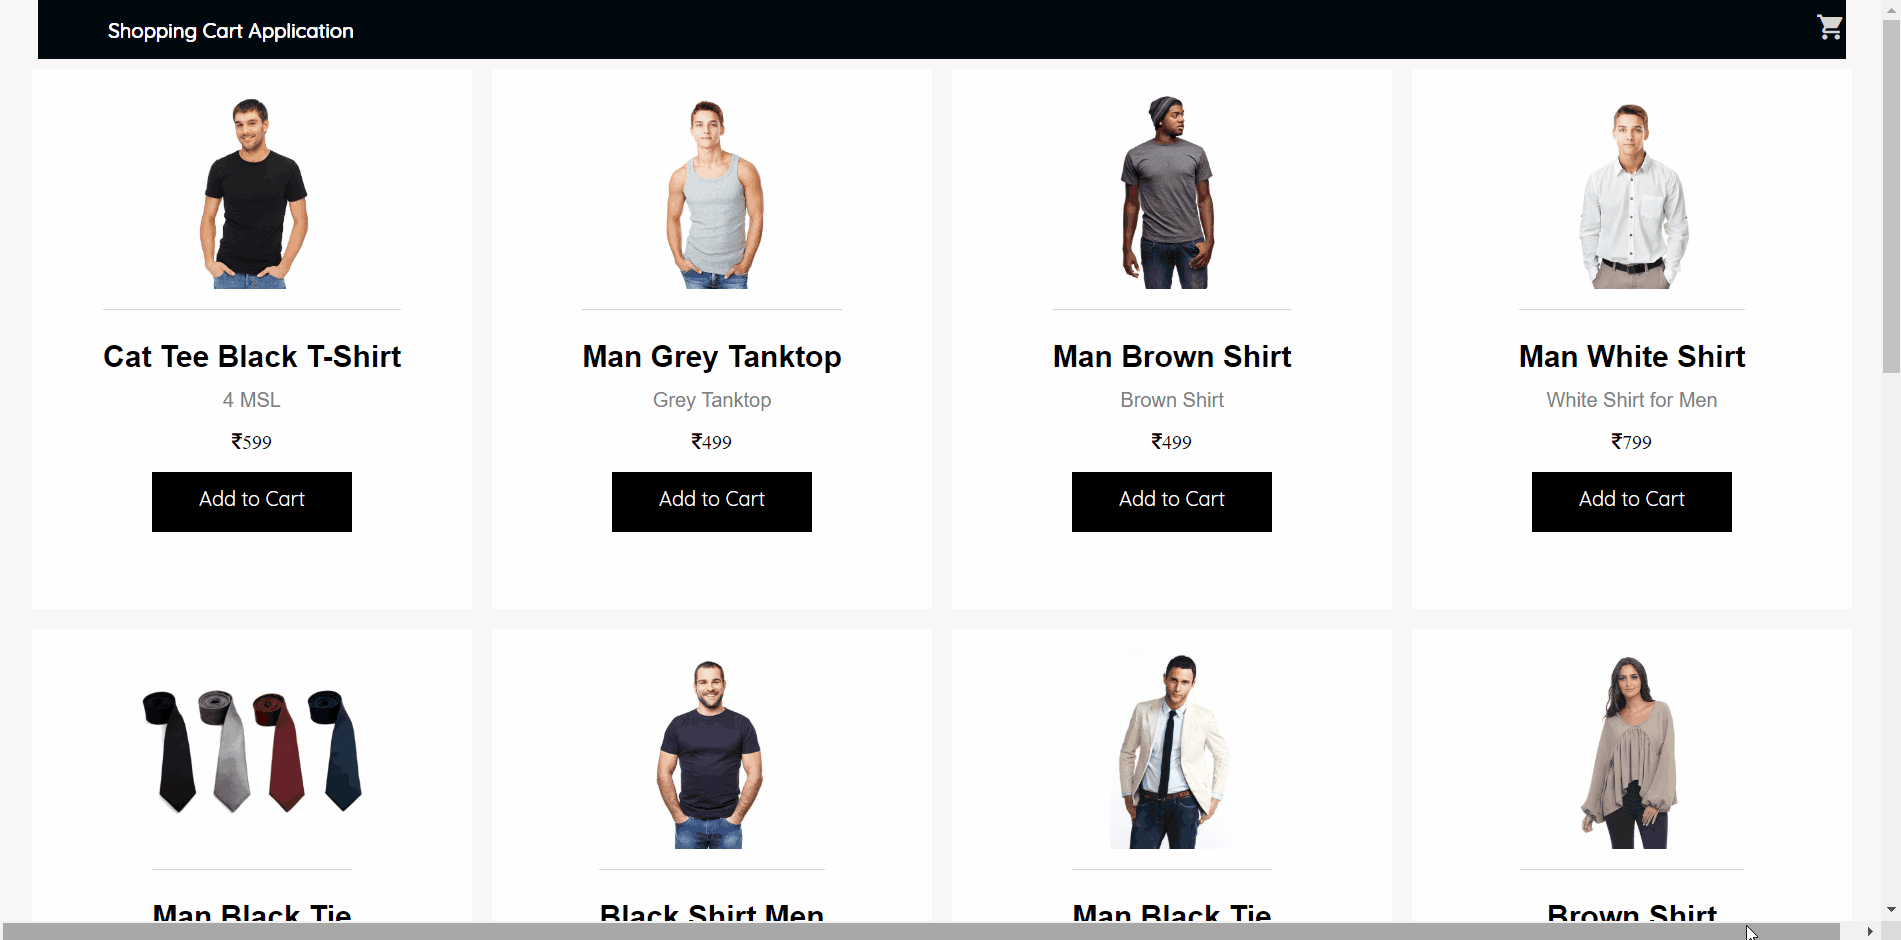 Shopping Cart Application
Cat Tee Black T-Shirt
4 MSL
₹599
Add to Cart
Man Grey Tanktop
Grey Tanktop
₹499
Add to Cart
Man Brown Shirt
Brown Shirt
₹499
Add to Cart
Man White Shirt
White Shirt for Men
₹799
Add to Cart
Man Black Tie
Black Shirt Men
Man Black Tie
Brown Shirt